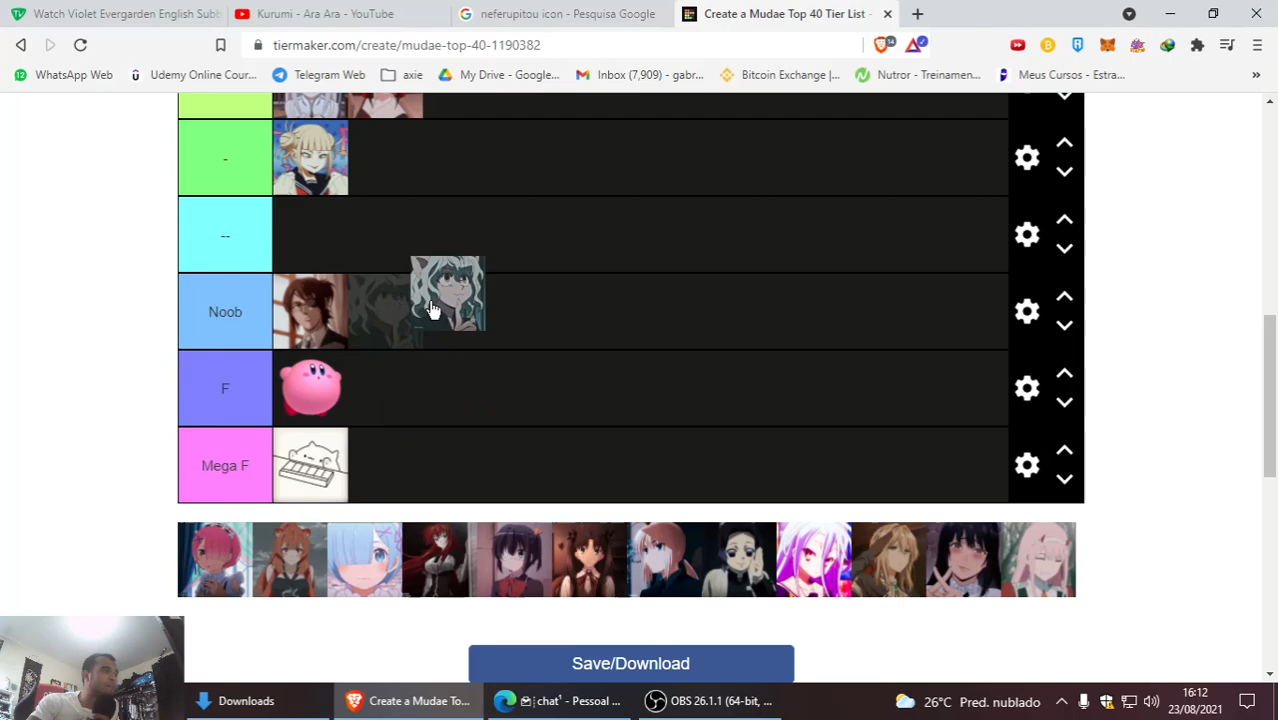 Watch Violet Evergarden English Subb
Kurumi - Ara Ara - YouTube
neferupitou icon - Pesquisa Google
Create a Mudae Top 40 Tier List -
tiermaker.com/create/mudae-top-40-1190382
14
WhatsApp Web
Udemy Online Cour...
Telegram Web
axie
My Drive - Google...
Inbox (7,909) - gabr...
Bitcoin Exchange |...
Nutror - Treinamen...
Meus Cursos - Estra...
-
--
Noob
F
Mega F
Save/Download
Downloads
Create a Mudae To...
chat¹ - Pessoal ...
OBS 26.1.1 (64-bit, ...
26°C Pred. nublado
16:12
23/08/2021